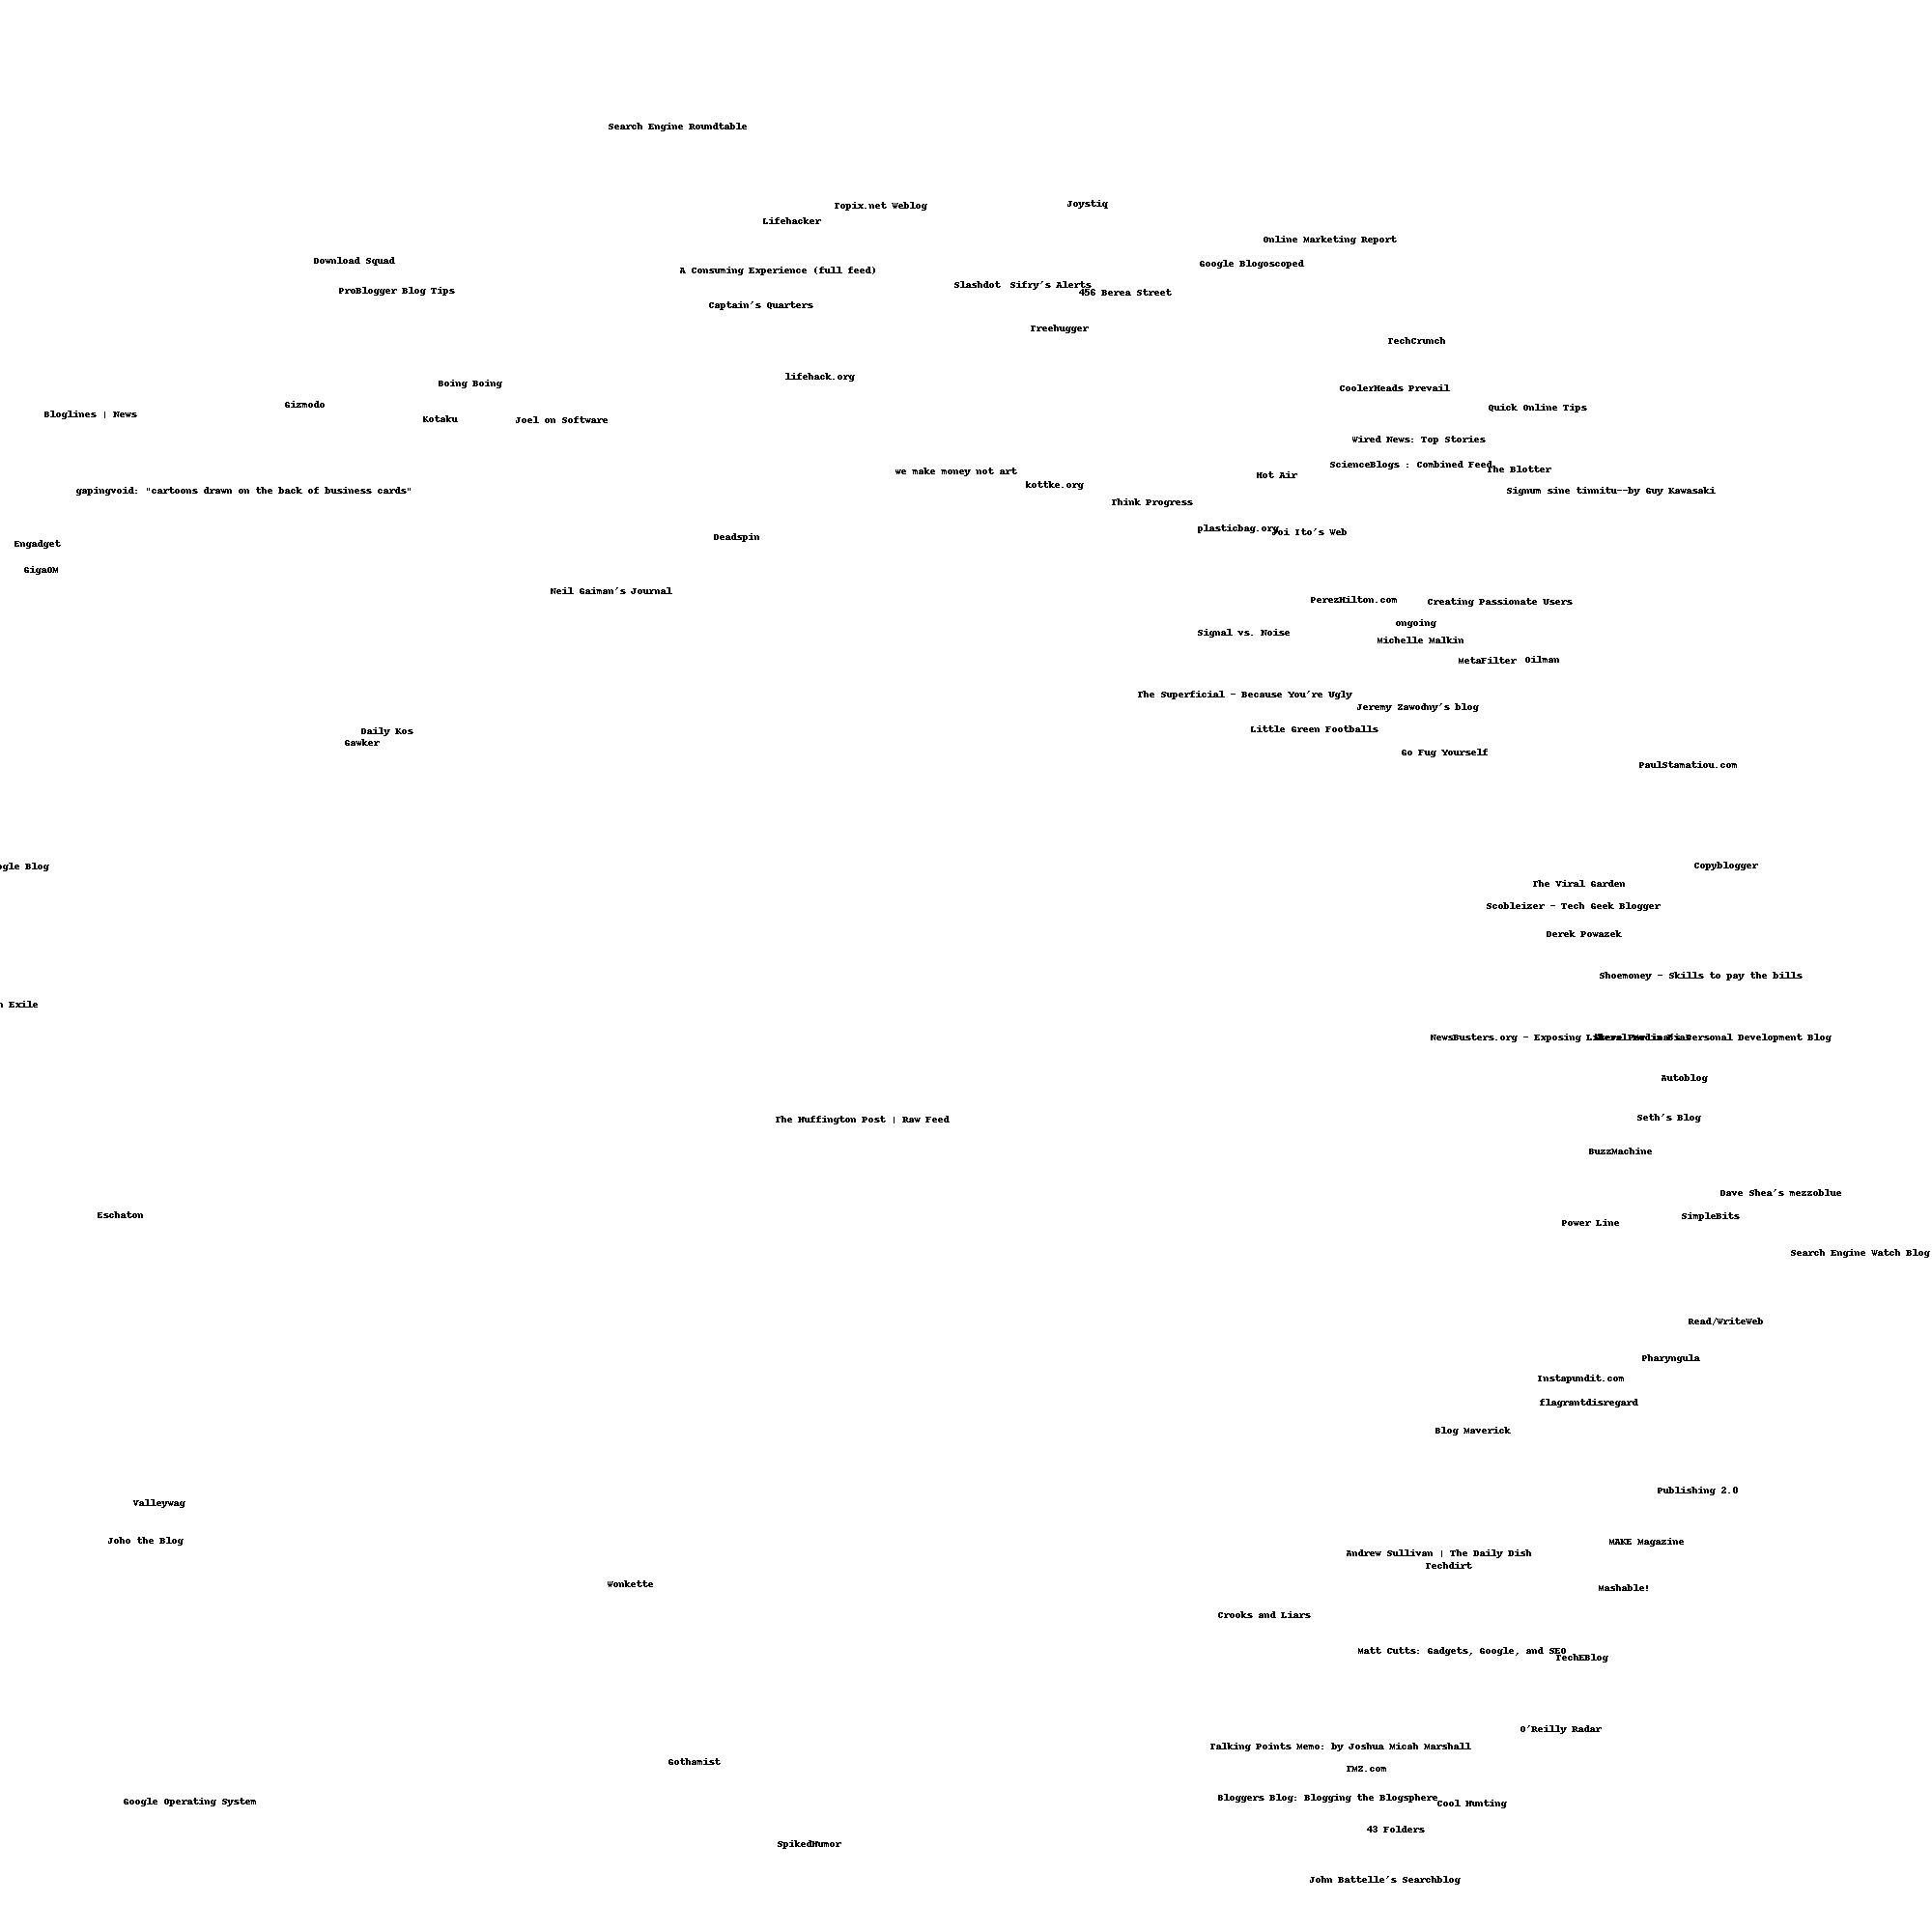 Search Engine Roundtable
Joystiq
Topix.net Weblog
Lifehacker
Online Marketing Report
Download Squad
Google Blogoscoped
A Consuming Experience (full feed)
Slashdot
Sifry's Alerts
ProBlogger Blog Tips
456 Berea Street
Captain's Quarters
Treehugger
TechCrunch
lifehack.org
Boing Boing
CoolerHeads Prevail
Gizmodo
Quick Online Tips
Bloglines | News
Kotaku
Joel on Software
Wired News: Top Stories
ScienceBlogs : Combined Feed
The Blotter
we make money not art
Hot Air
kottke.org
gapingvoid: "cartoons drawn on the back of business cards"
Signum sine tinnitu--by Guy Kawasaki
Think Progress
plasticbag.org
Joi Ito's Web
Deadspin
Engadget
GigaOM
Neil Gaiman's Journal
PerezHilton.com
Creating Passionate Users
ongoing
Signal vs. Noise
Michelle Malkin
MetaFilter
Oilman
The Superficial - Because You're Ugly
Jeremy Zawodny's blog
Little Green Footballs
Daily Kos
Gawker
Go Fug Yourself
PaulStamatiou.com
Copyblogger
ogle Blog
The Viral Garden
Scobleizer - Tech Geek Blogger
Derek Powazek
Shoemoney - Skills to pay the bills
n Exile
NewsBusters.org - Exposing
Personal Development Blog
Autoblog
Seth's Blog
The Huffington Post | Raw Feed
BuzzMachine
Dave Shea's mezzoblue
Eschaton
SimpleBits
Power Line
Search Engine Watch Blog
Read/WriteWeb
Pharyngula
Instapundit.com
flagrantdisregard
Blog Maverick
Publishing 2.0
Valleywag
Joho the Blog
MAKE Magazine
Andrew Sullivan | The Daily Dish
Techdirt
Wonkette
Mashable!
Crooks and Liars
Matt Cutts: Gadgets, Google, and SEO
TechEBlog
O'Reilly Radar
Talking Points Memo: by Joshua Micah Marshall
Gothamist
TMZ.com
Bloggers Blog: Blogging the Blogsphere
Google Operating System
Cool Hunting
43 Folders
SpikedHumor
John Battelle's Searchblog